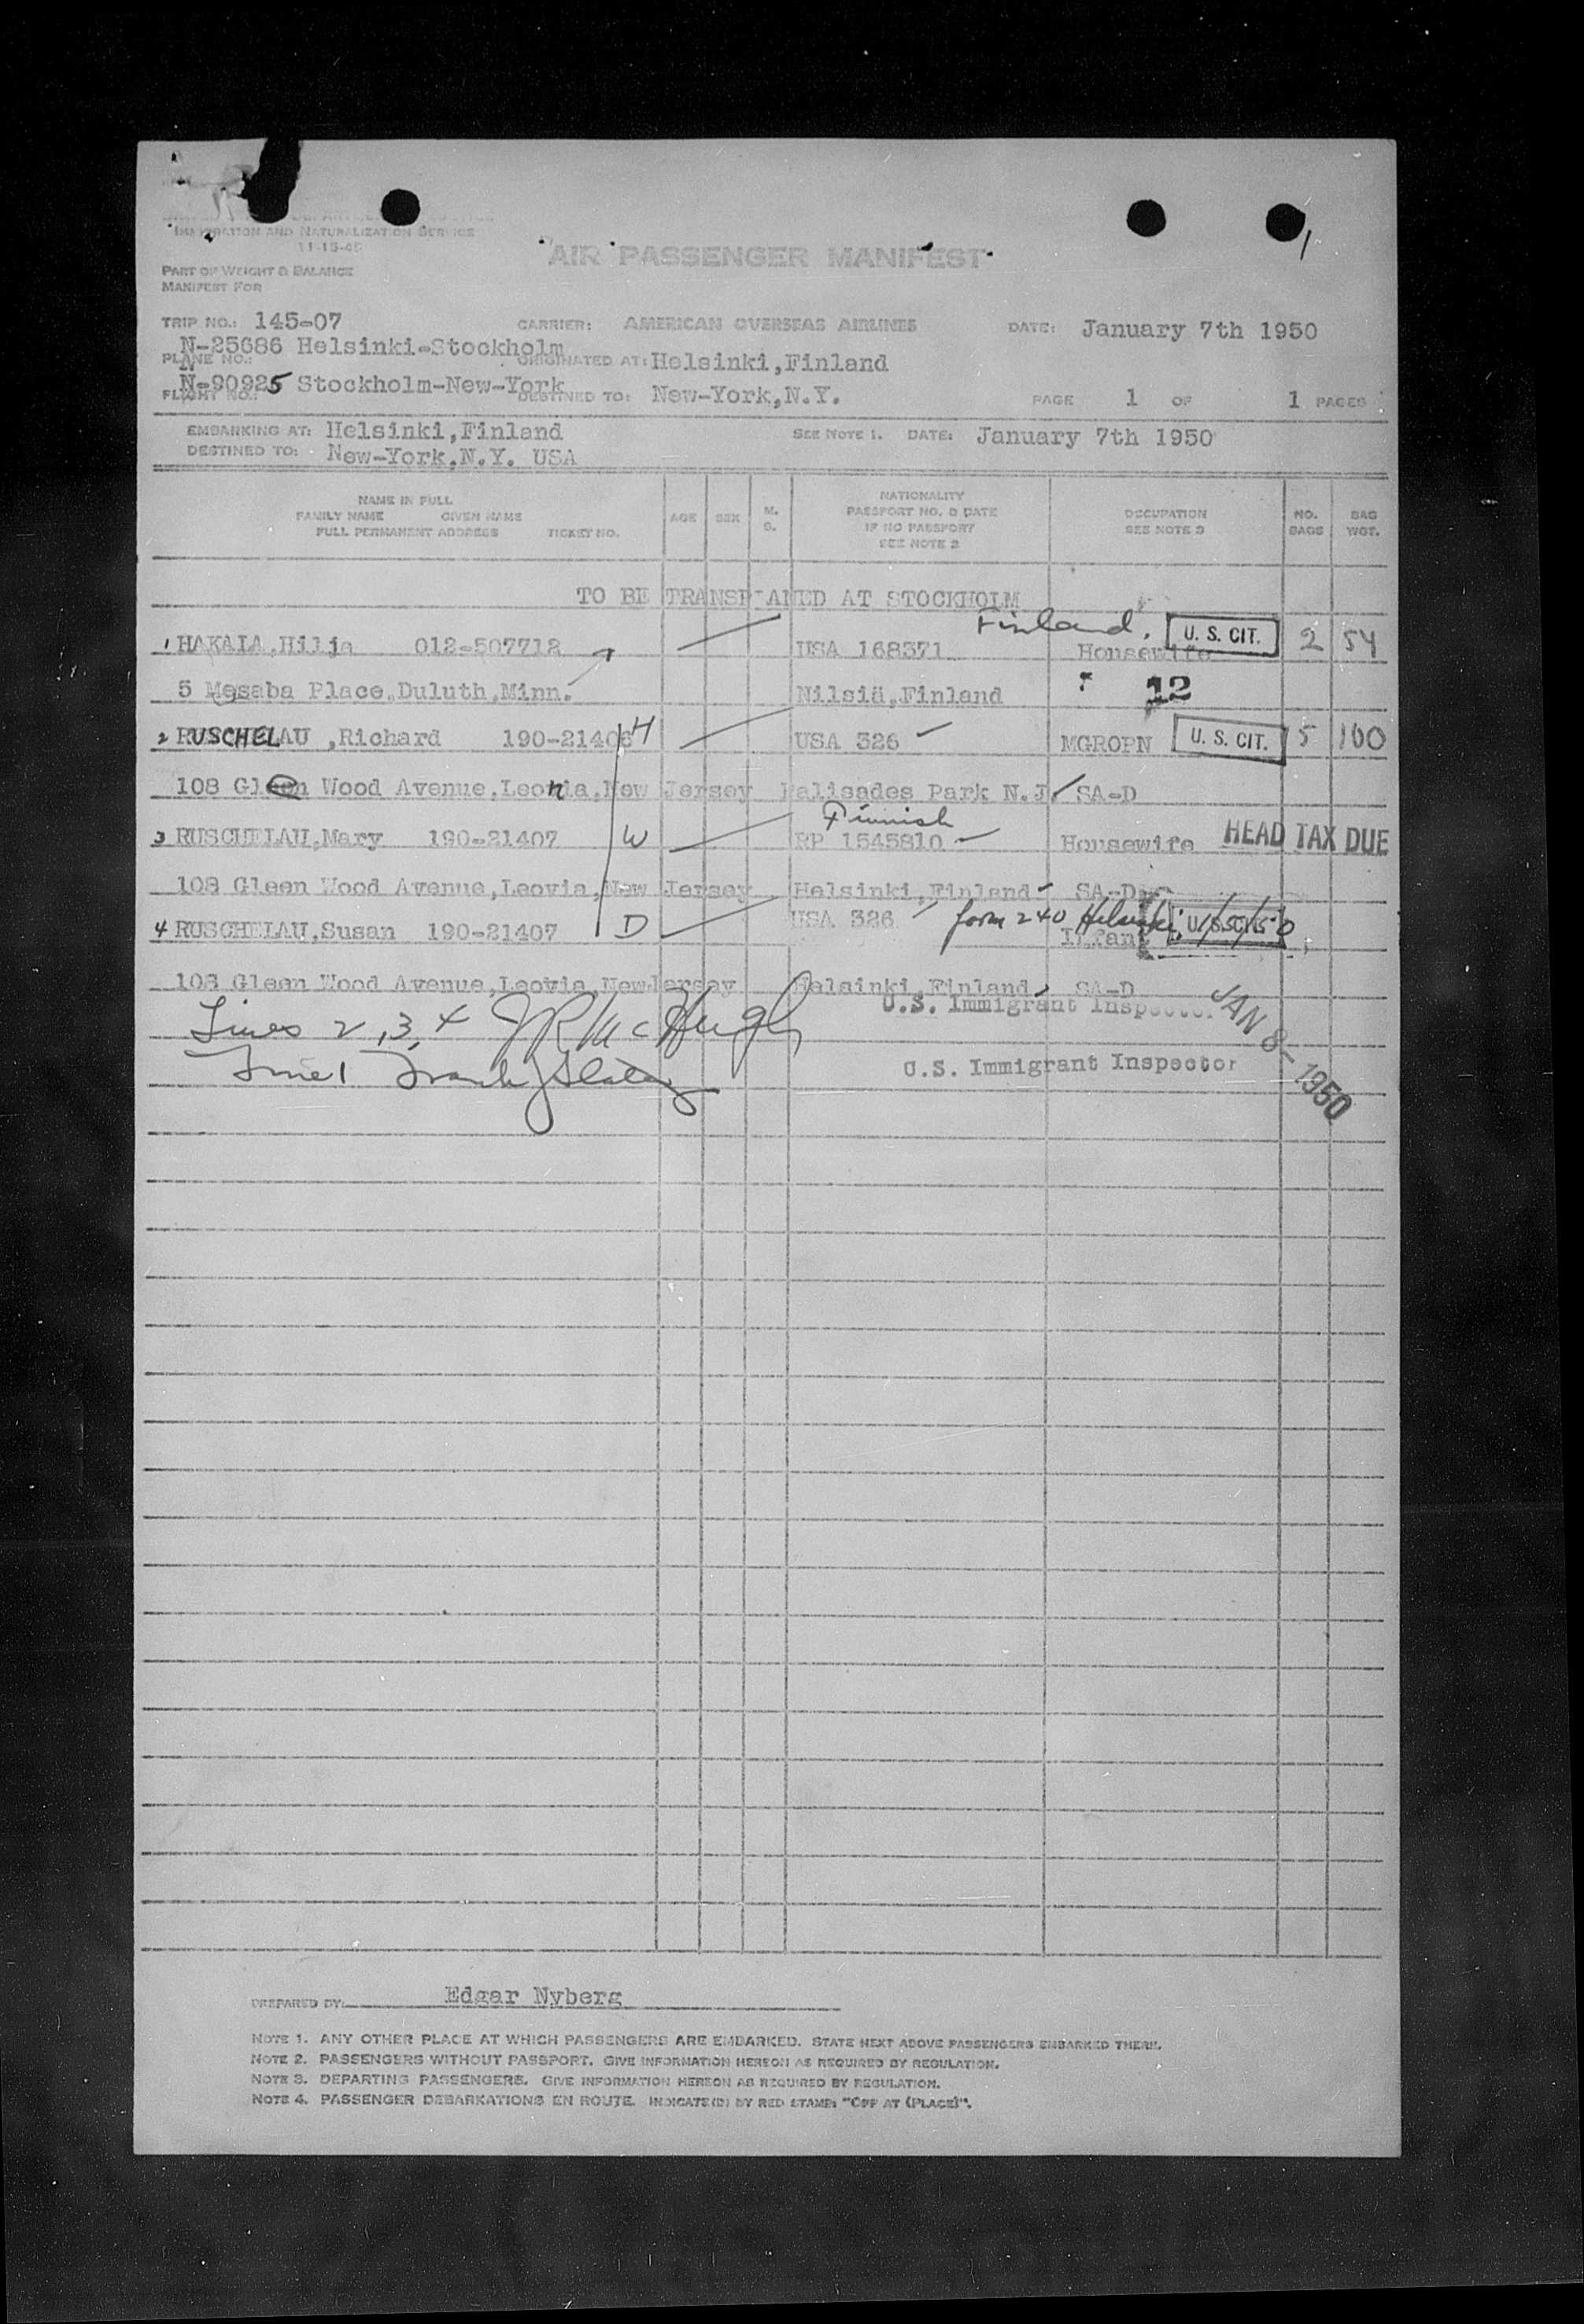 IMMIGRATION AND NATURALIZATION SERVICE
11-15-45
AIR PASSENGER MANIFEST
1
PART OF WEIGHT & BALANCE
MANIFEST FOR
TRIP NO.: 145-07 CARRIER: AMERICAN OVERSEAS AIRLINES DATE: January 7th 1950
N-25686 Helsinki-Stockholm
PLANE NO.: ORIGINATED AT: Helsinki,Finland
N-90925 Stockholm-New-York
FLIGHT NO.: DESTINED TO: New-York,N.Y. PAGE 1 OF 1 PAGES
EMBARKING AT: Helsinki,Finland SEE NOTE 1. DATE: January 7th 1950
DESTINED TO: New-York,N.Y. USA
NAME IN FULL
FAMILY NAME GIVEN NAME
FULL PERMANENT ADDRESS TICKET NO.
AGE SEX M. S.
NATIONALITY
PASSPORT NO. & DATE
IF NO PASSPORT
SEE NOTE 2
OCCUPATION
SEE NOTE 3
NO. BAGS
BAG WGT.
TO BE TRANSPLANED AT STOCKHOLM
Finland.
1 HAKALA,Hilja 012-507712 USA 168371 Housewife U. S. CIT. 2 54
5 Mesaba Place,Duluth,Minn. Nilsiä,Finland 12
2 RUSCHELAU ,Richard 190-21406 H USA 326 MGROPN U. S. CIT. 5 100
108 Gleen Wood Avenue,Leonia,New Jersey Palisades Park N.J. SA-D
Finnish
3 RUSCHELAU,Mary 190-21407 W RP 1545810 Housewife HEAD TAX DUE
108 Gleen Wood Avenue,Leovia,New Jersey Helsinki,Finland SA-D
4 RUSCHELAU,Susan 190-21407 D USA 326 form 240 Helsinki Infant
108 Gleen Wood Avenue,Leovia,NewJersey Helsinki,Finland SA-D
Lines 2,3,4 JR McHugh U.S. Immigrant Inspector
JAN 8- 1950
Line 1 Frank U.S. Immigrant Inspector
PREPARED BY: Edgar Nyberg
NOTE 1. ANY OTHER PLACE AT WHICH PASSENGERS ARE EMBARKED. STATE NEXT ABOVE PASSENGERS EMBARKED THERE.
NOTE 2. PASSENGERS WITHOUT PASSPORT. GIVE INFORMATION HEREON AS REQUIRED BY REGULATION.
NOTE 3. DEPARTING PASSENGERS. GIVE INFORMATION HEREON AS REQUIRED BY REGULATION.
NOTE 4. PASSENGER DEBARKATIONS EN ROUTE. INDICATE(D) BY RED STAMP: "OFF AT (PLACE)".